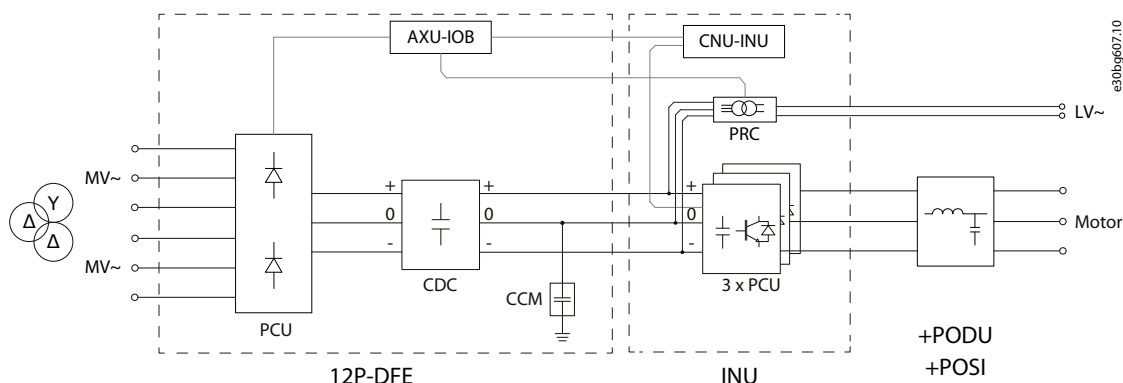 AXU-IOB
CNU-INU
e30bg607.10
LV~
PRC
MV~
Y
Δ
Δ
MV~
+
0
-
+
0
-
+
0
-
Motor
CDC
CCM
3 x PCU
PCU
+PODU
+POSI
12P-DFE
INU